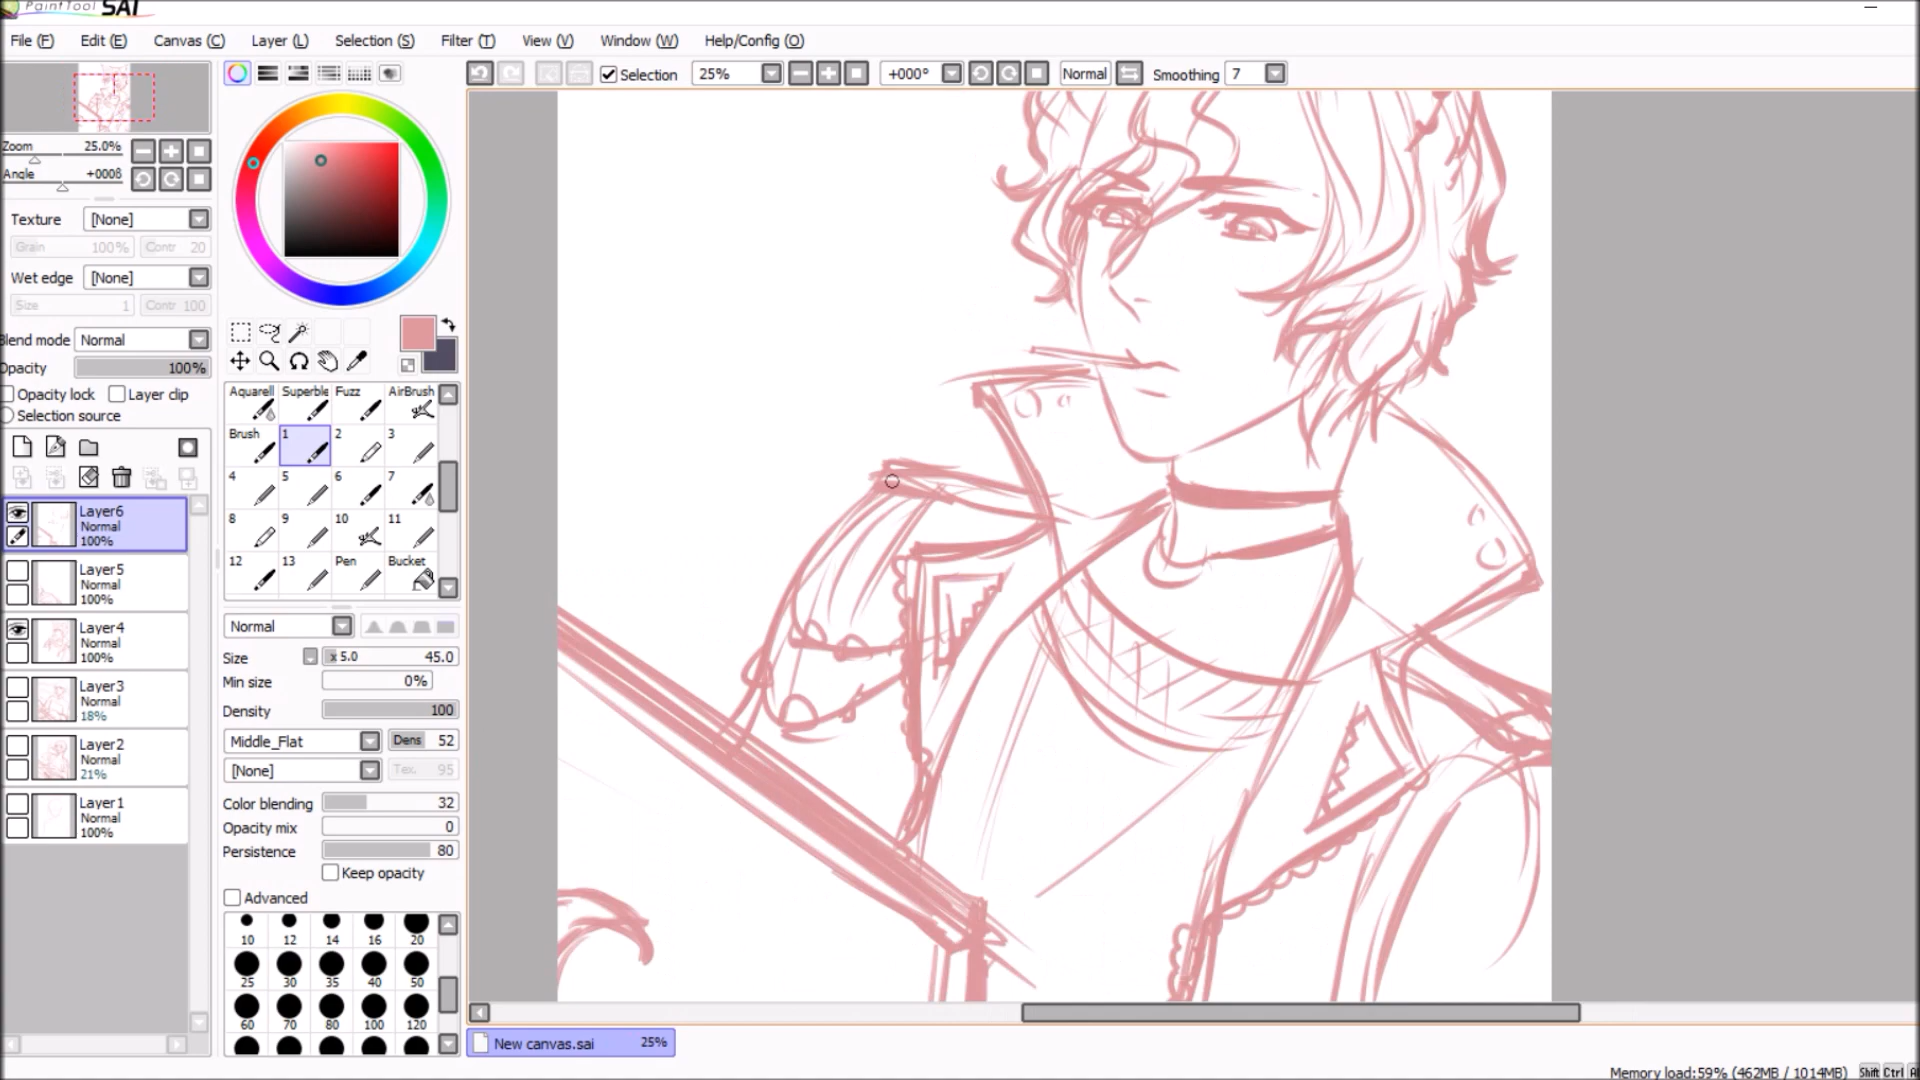 PaintTool SAI
File (F) Edit (E) Canvas (C) Layer (L) Selection (S) Filter (T) View (V) Window (W) Help/Config (O)
Selection 25% +000° Normal Smoothing 7
Zoom 25.0%
Angle +0008
Texture [None]
Grain 100% Contr 20
Wet edge [None]
Size 1 Contr 100
Blend mode Normal
Opacity 100%
Opacity lock Layer clip
Selection source
Layer6
Normal
100%
Layer5
Normal
100%
Layer4
Normal
100%
Layer3
Normal
18%
Layer2
Normal
21%
Layer1
Normal
100%
Aquarell Superble Fuzz AirBrush
Brush 1 2 3
4 5 6 7
8 9 10 11
12 13 Pen Bucket
Normal
Size x 5.0 45.0
Min size 0%
Density 100
Middle_Flat Dens 52
[None] Tex. 95
Color blending 32
Opacity mix 0
Persistence 80
Keep opacity
Advanced
10 12 14 16 20
25 30 35 40 50
60 70 80 100 120
New canvas.sai 25%
Memory load:59% (462MB / 1014MB) Shift Ctrl Al